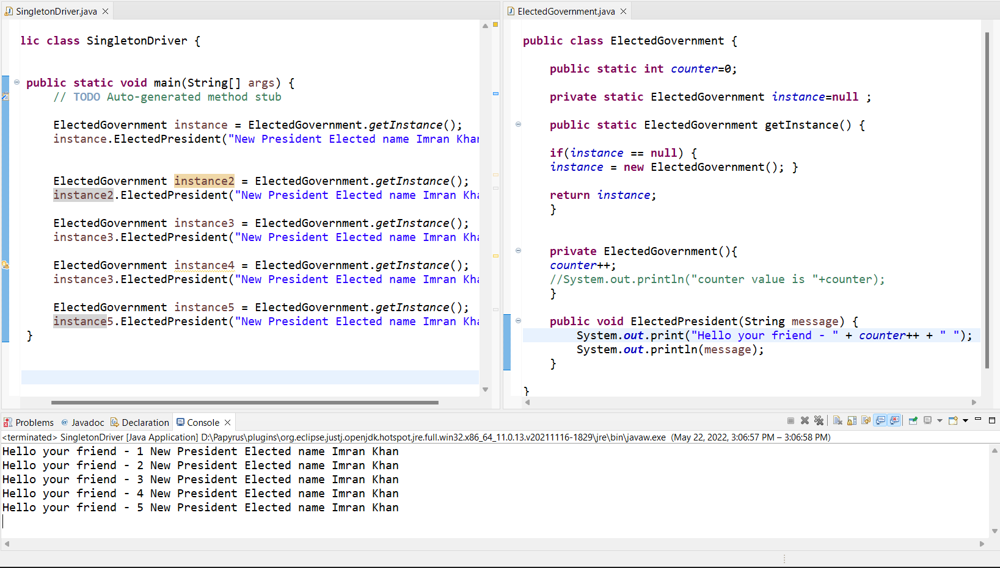 SingletonDriver.java
lic class SingletonDriver {
public static void main(String[] args) {
// TODO Auto-generated method stub
ElectedGovernment instance = ElectedGovernment.getInstance();
instance.ElectedPresident("New President Elected name Imran Khan
ElectedGovernment instance2 = ElectedGovernment.getInstance();
instance2.ElectedPresident("New President Elected name Imran Kha
ElectedGovernment instance3 = ElectedGovernment.getInstance();
instance3.ElectedPresident("New President Elected name Imran Kha
ElectedGovernment instance4 = ElectedGovernment.getInstance();
instance3.ElectedPresident("New President Elected name Imran Kha
ElectedGovernment instance5 = ElectedGovernment.getInstance();
instance5.ElectedPresident("New President Elected name Imran Kha
}
ElectedGovernment.java
public class ElectedGovernment {
public static int counter=0;
private static ElectedGovernment instance=null ;
public static ElectedGovernment getInstance() {
if(instance == null) {
instance = new ElectedGovernment(); }
return instance;
}
private ElectedGovernment(){
counter++;
//System.out.println("counter value is "+counter);
}
public void ElectedPresident(String message) {
System.out.print("Hello your friend - " + counter++ + " ");
System.out.println(message);
}
}
Problems @ Javadoc Declaration Console
<terminated> SingletonDriver [Java Application] D:\Papyrus\plugins\org.eclipse.justj.openjdk.hotspot.jre.full.win32.x86_64_11.0.13.v20211116-1829\jre\bin\javaw.exe (May 22, 2022, 3:06:57 PM – 3:06:58 PM)
Hello your friend - 1 New President Elected name Imran Khan
Hello your friend - 2 New President Elected name Imran Khan
Hello your friend - 3 New President Elected name Imran Khan
Hello your friend - 4 New President Elected name Imran Khan
Hello your friend - 5 New President Elected name Imran Khan